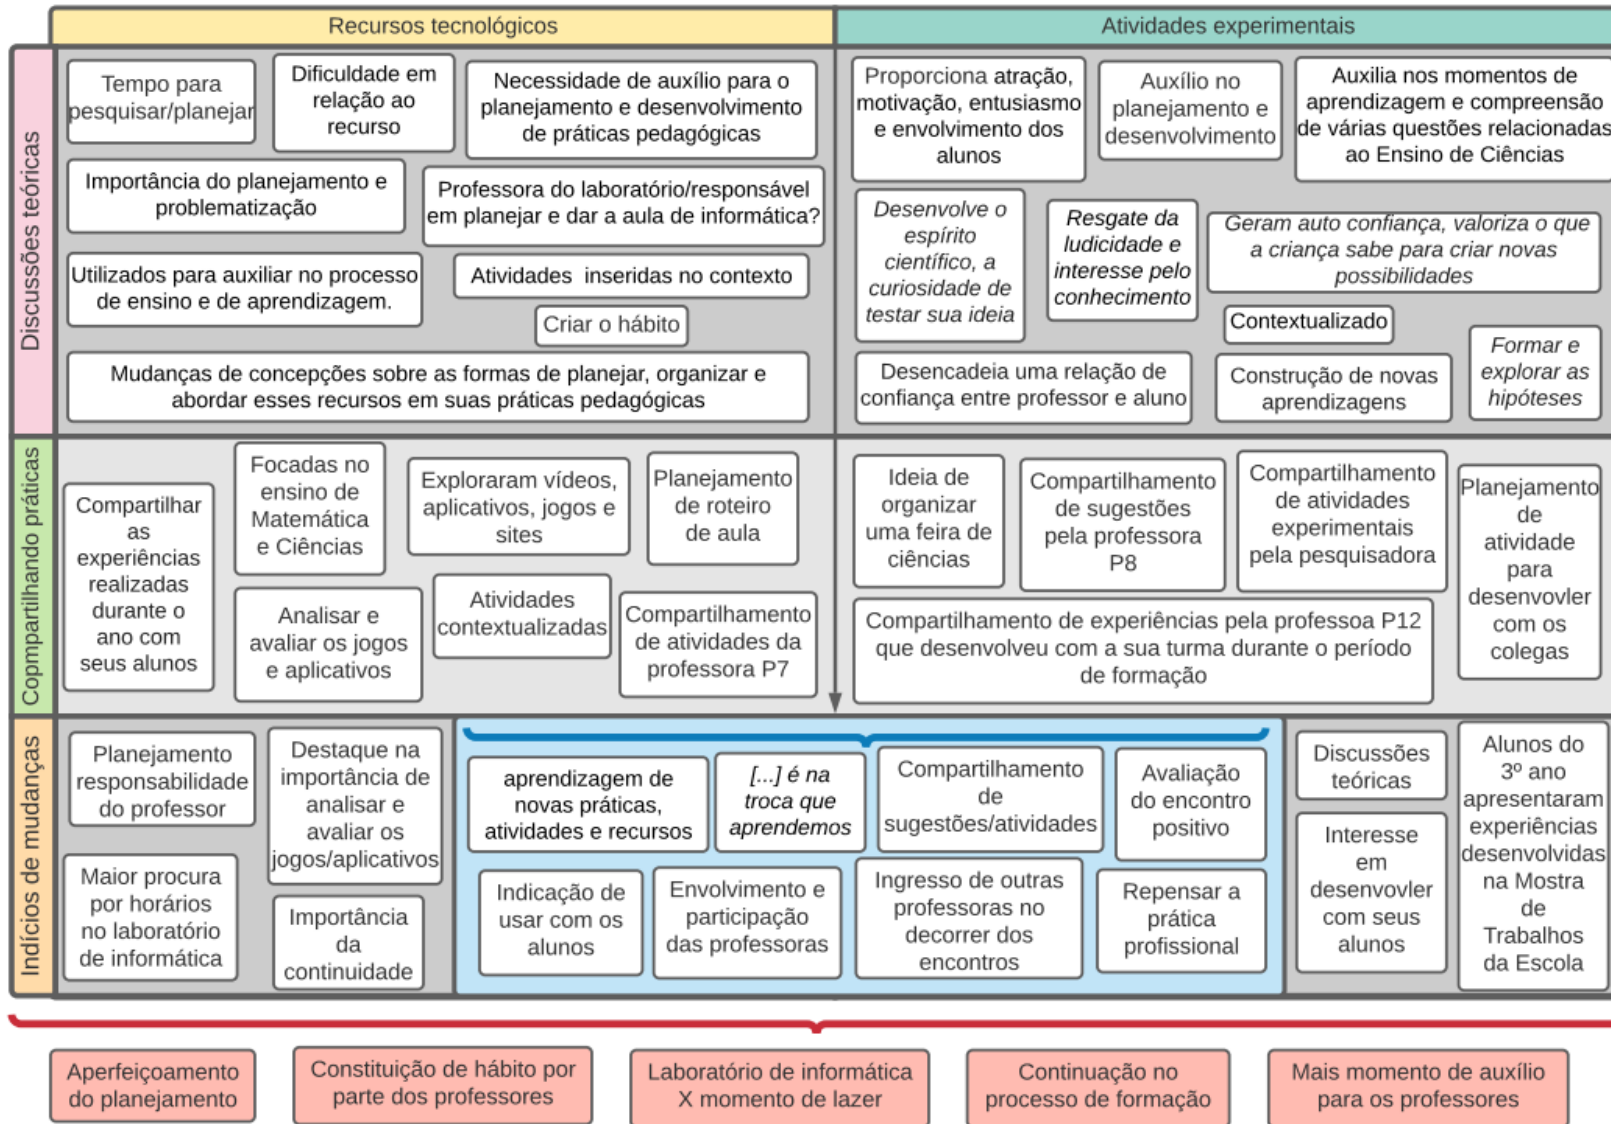 Recursos tecnológicos
Atividades experimentais
Discussões teóricas
Tempo para
pesquisar/planejar
Dificuldade em
relação ao
recurso
Necessidade de auxílio para o
planejamento e desenvolvimento
de práticas pedagógicas
Importância do planejamento e
problematização
Professora do laboratório/responsável
em planejar e dar a aula de informática?
Utilizados para auxiliar no processo
de ensino e de aprendizagem.
Atividades inseridas no contexto
Criar o hábito
Mudanças de concepções sobre as formas de planejar, organizar e
abordar esses recursos em suas práticas pedagógicas
Proporciona atração,
motivação, entusiasmo
e envolvimento dos
alunos
Auxílio no
planejamento e
desenvolvimento
Auxilia nos momentos de
aprendizagem e compreensão
de várias questões relacionadas
ao Ensino de Ciências
Desenvolve o
espírito
científico, a
curiosidade de
testar sua ideia
Resgate da
ludicidade e
interesse pelo
conhecimento
Geram auto confiança, valoriza o que
a criança sabe para criar novas
possibilidades
Contextualizado
Desencadeia uma relação de
confiança entre professor e aluno
Construção de novas
aprendizagens
Formar e
explorar as
hipóteses
Copmpartilhando práticas
Compartilhar
as
experiências
realizadas
durante o
ano com
seus alunos
Focadas no
ensino de
Matemática
e Ciências
Exploraram vídeos,
aplicativos, jogos e
sites
Planejamento
de roteiro
de aula
Analisar e
avaliar os jogos
e aplicativos
Atividades
contextualizadas
Compartilhamento
de atividades da
professora P7
Ideia de
organizar
uma feira de
ciências
Compartilhamento
de sugestões
pela professora
P8
Compartilhamento
de atividades
experimentais
pela pesquisadora
Planejamento
de
atividade
para
desenvovler
com os
colegas
Compartilhamento de experiências pela professoa P12
que desenvolveu com a sua turma durante o período
de formação
Indícios de mudanças
Planejamento
responsabilidade
do professor
Destaque na
importância de
analisar e
avaliar os
jogos/aplicativos
Maior procura
por horários
no laboratório
de informática
Importância
da
continuidade
aprendizagem de
novas práticas,
atividades e recursos
[...] é na
troca que
aprendemos
Compartilhamento
de
sugestões/atividades
Avaliação
do encontro
positivo
Indicação de
usar com os
alunos
Envolvimento e
participação
das professoras
Ingresso de outras
professoras no
decorrer dos
encontros
Repensar a
prática
profissional
Discussões
teóricas
Interesse
em
desenvovler
com seus
alunos
Alunos do
3º ano
apresentaram
experiências
desenvolvidas
na Mostra
de
Trabalhos
da Escola
Aperfeiçoamento
do planejamento
Constituição de hábito por
parte dos professores
Laboratório de informática
X momento de lazer
Continuação no
processo de formação
Mais momento de auxílio
para os professores